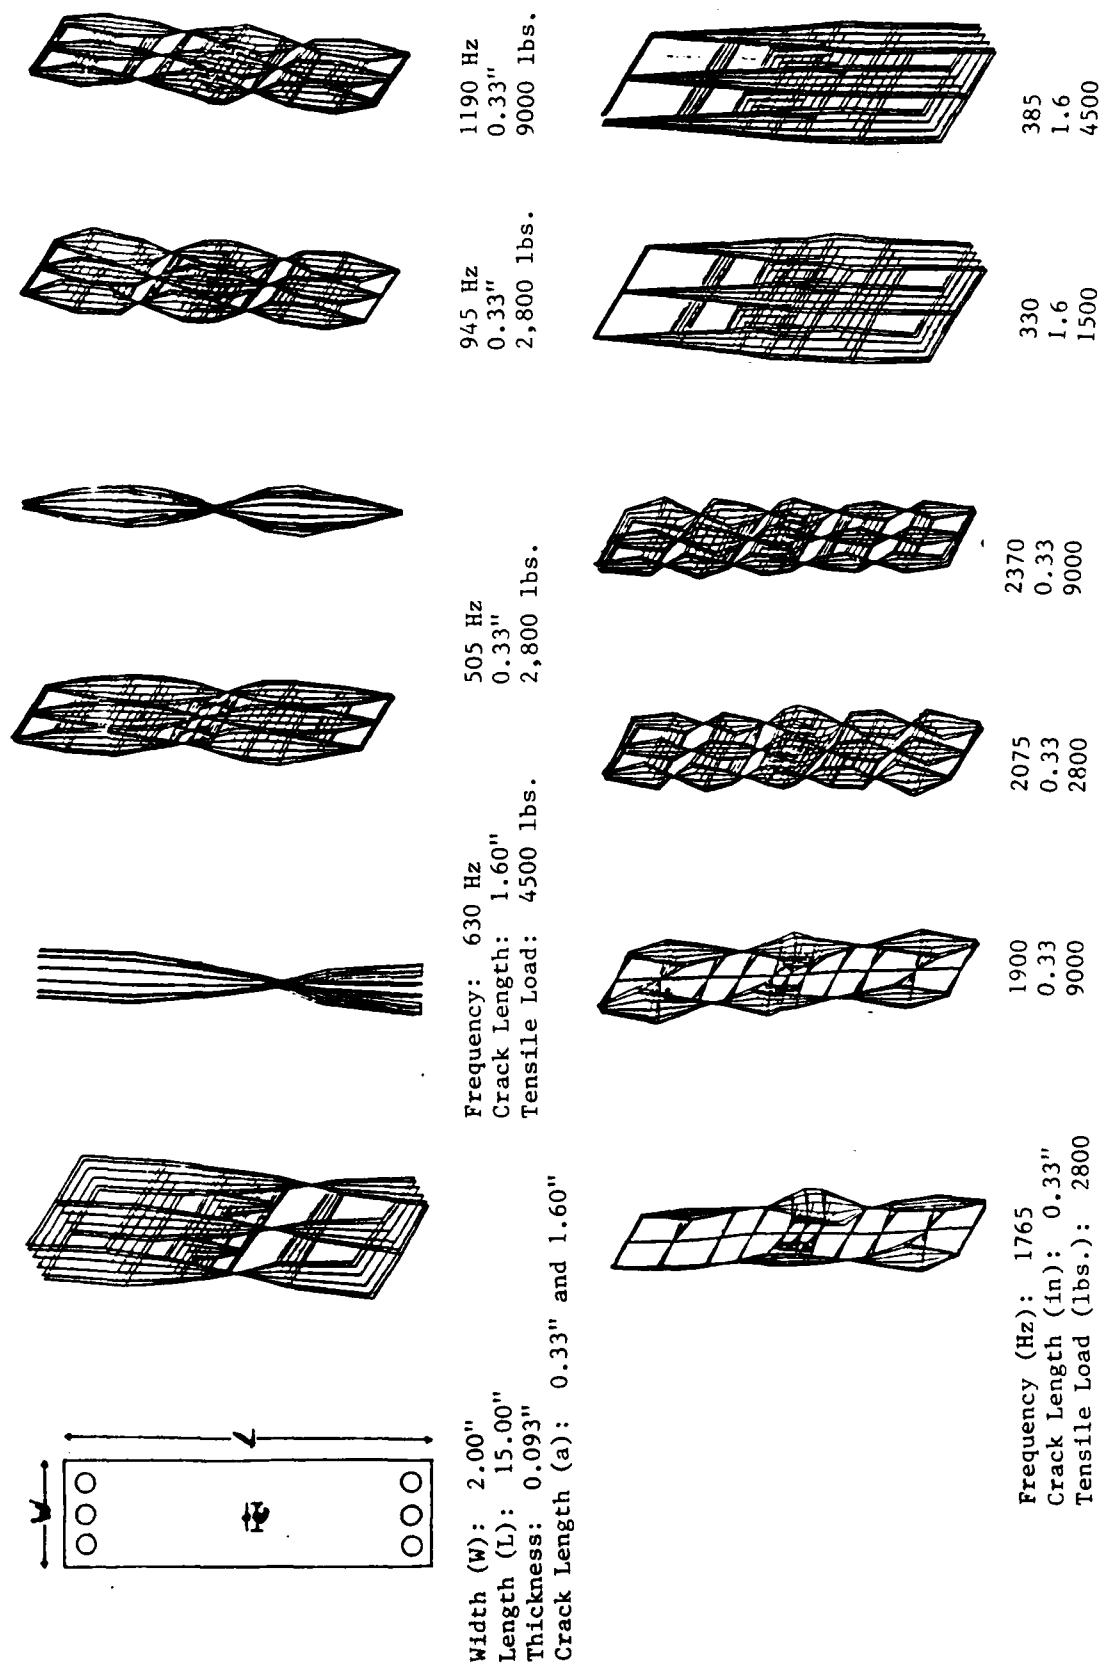 W
L
Width (W): 2.00"
Length (L): 15.00"
Thickness: 0.093"
Crack Length (a): 0.33" and 1.60"
Frequency: 630 Hz
Crack Length: 1.60"
Tensile Load: 4500 lbs.
505 Hz
0.33"
2,800 lbs.
945 Hz
0.33"
2,800 lbs.
1190 Hz
0.33"
9000 lbs.
Frequency (Hz): 1765
Crack Length (in): 0.33"
Tensile Load (lbs.): 2800
1900
0.33
9000
2075
0.33
2800
2370
0.33
9000
330
1.6
1500
385
1.6
4500